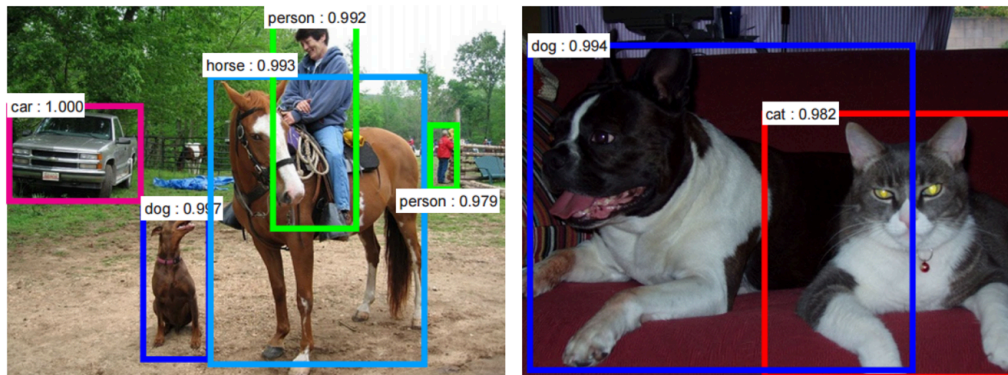 person : 0.992
horse : 0.993
car : 1.000
dog : 0.997
person : 0.979
dog : 0.994
cat : 0.982